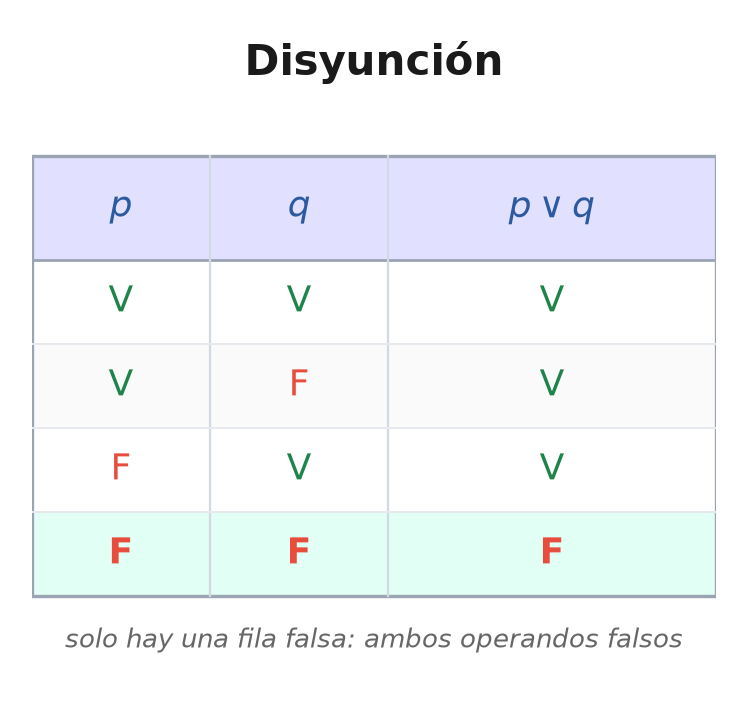 Disyunción
p q p ∨ q
V V V
V F V
F V V
F F F
solo hay una fila falsa: ambos operandos falsos